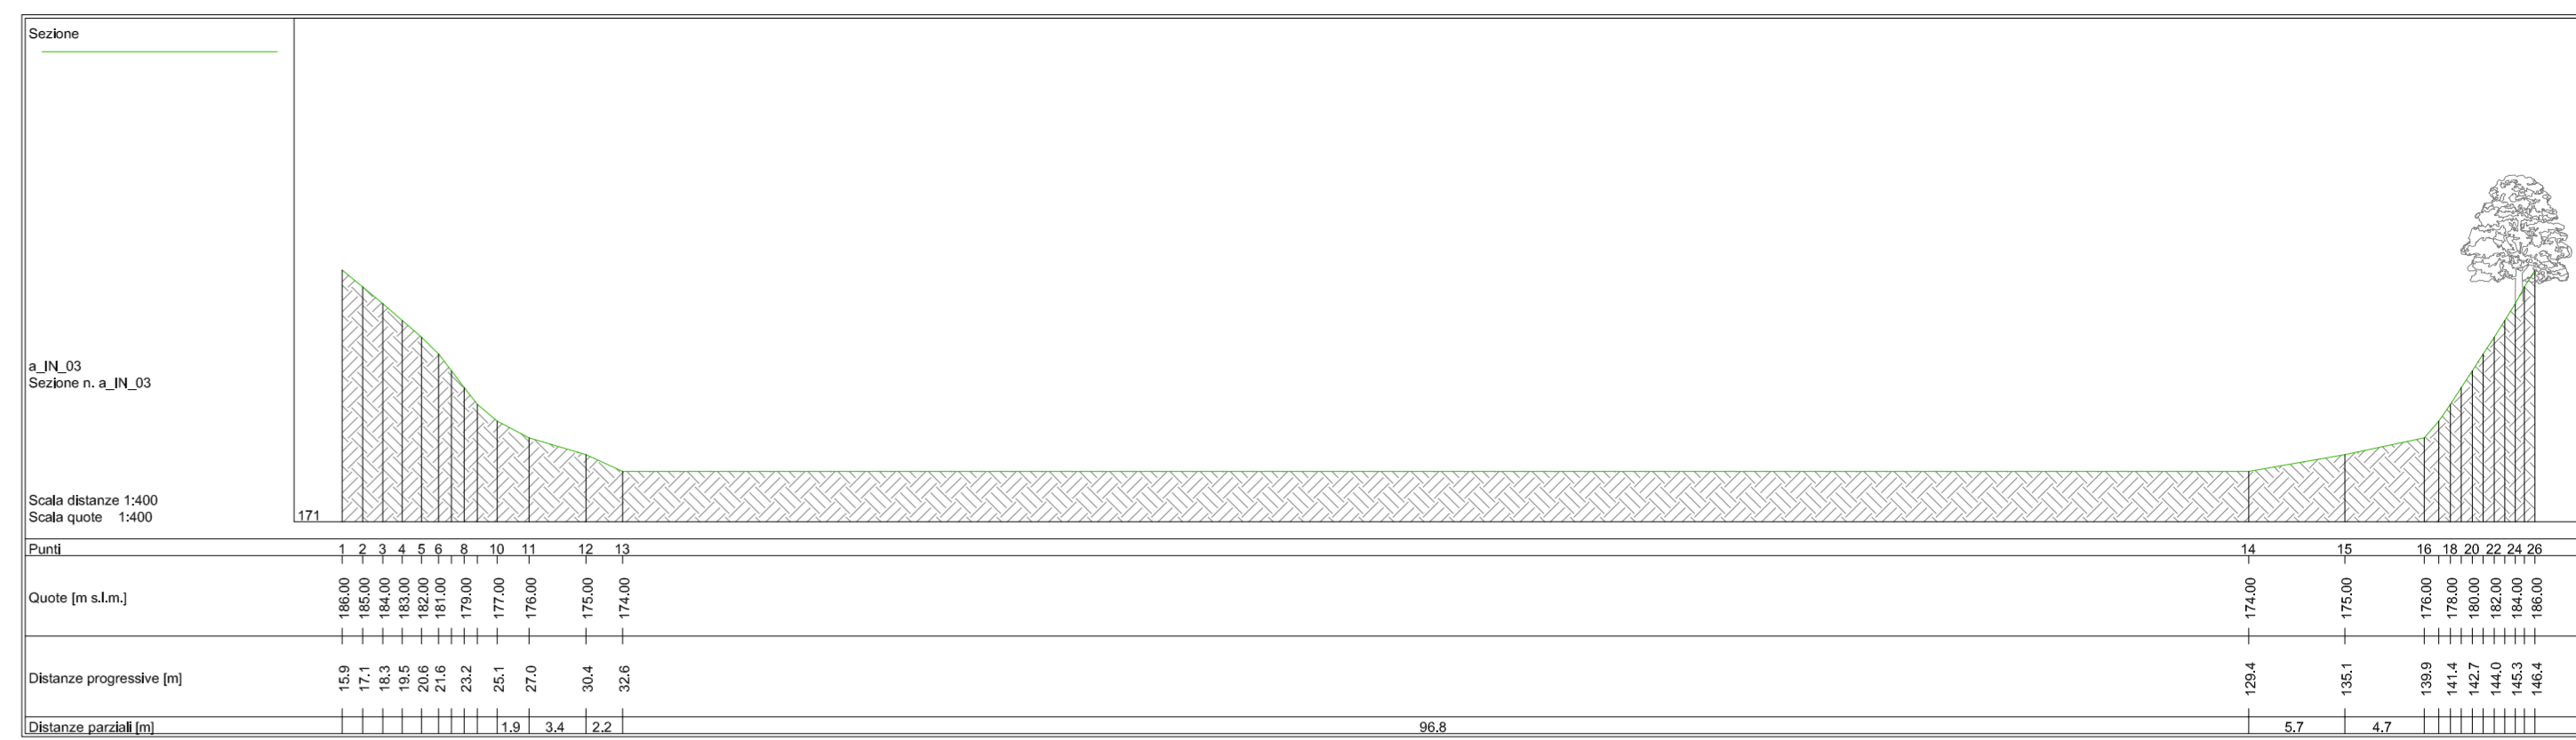 Sezione
a_IN_03
Sezione n. a_IN_03
Scala distanze 1:400
Scala quote 1:400
171
Punti 1 2 3 4 5 6 8 10 11 12 13 14 15 16 18 20 22 24 26
Quote [m s.l.m.] 186.00 185.00 184.00 183.00 182.00 181.00 179.00 177.00 176.00 175.00 174.00 174.00 175.00 176.00 178.00 180.00 182.00 184.00 186.00
Distanze progressive [m] 15.9 17.1 18.3 19.5 20.6 21.6 23.2 25.1 27.0 30.4 32.6 129.4 135.1 139.9 141.4 142.7 144.0 145.3 146.4
Distanze parziali [m] 1.9 3.4 2.2 96.8 5.7 4.7